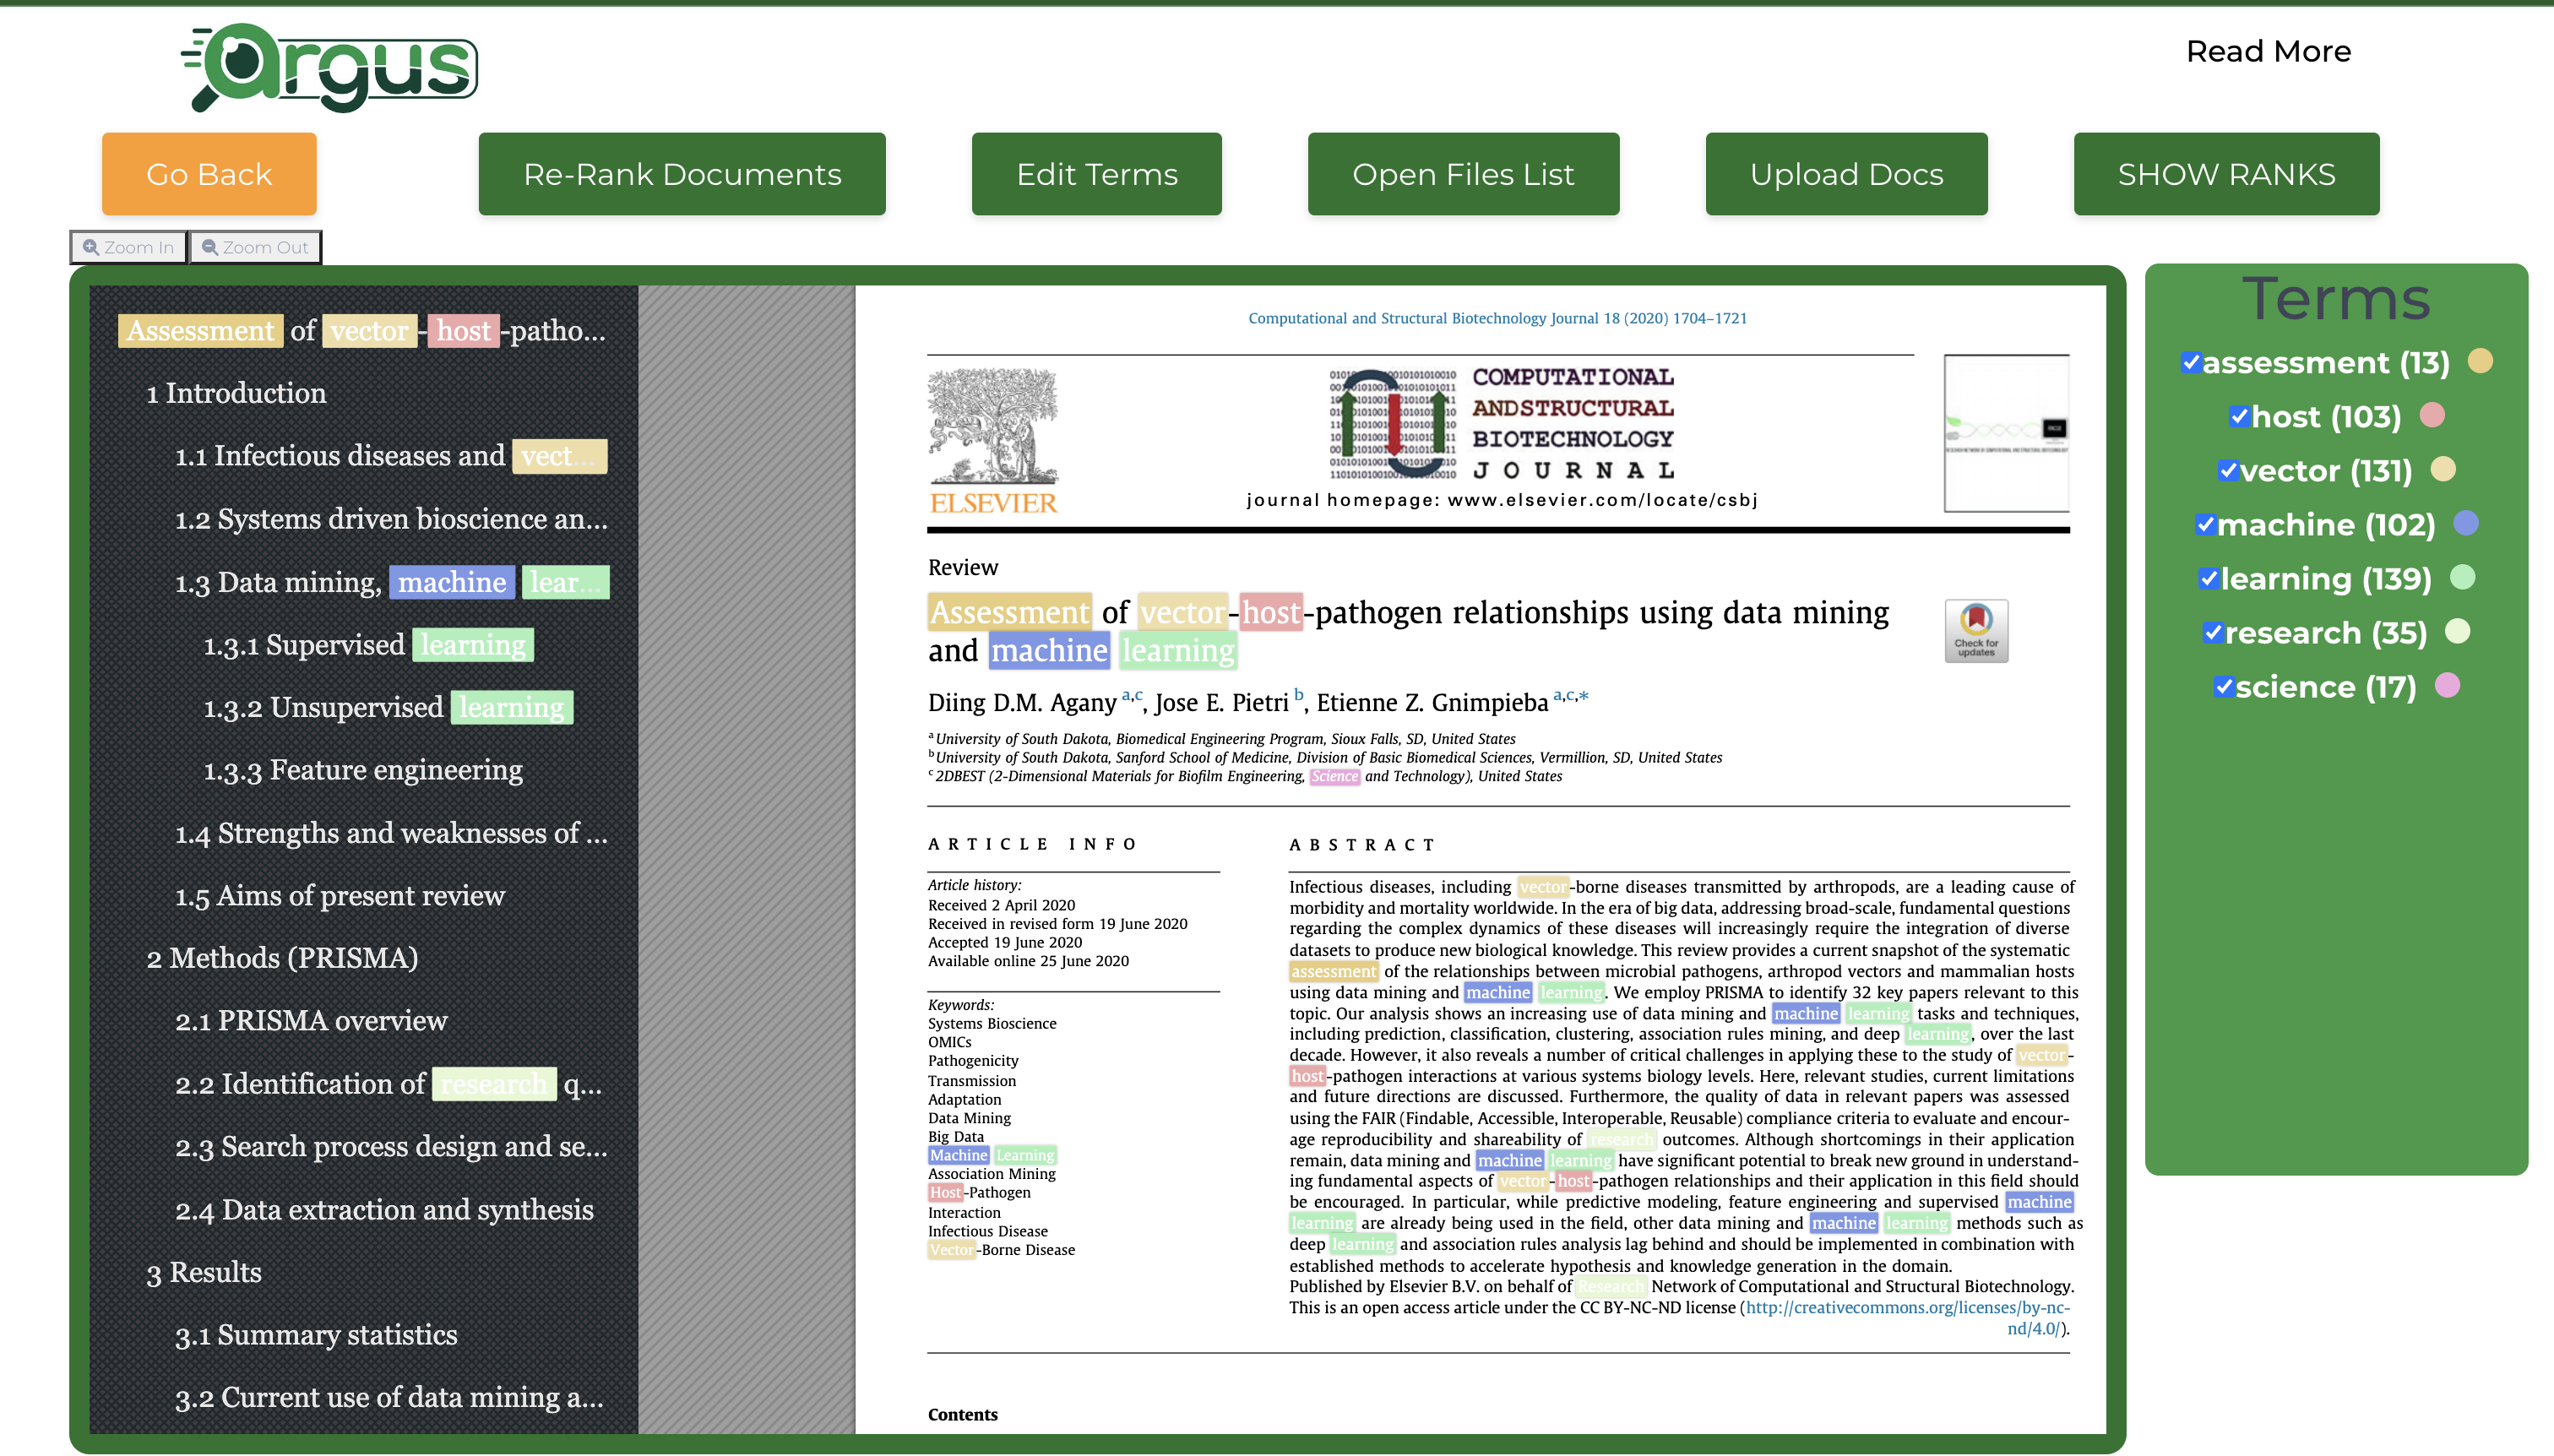 argus
Read More
Go Back
Re-Rank Documents
Edit Terms
Open Files List
Upload Docs
SHOW RANKS
Zoom In
Zoom Out
Assessment of vector-host-patho...
1 Introduction
1.1 Infectious diseases and vect...
1.2 Systems driven bioscience an...
1.3 Data mining, machine lear...
1.3.1 Supervised learning
1.3.2 Unsupervised learning
1.3.3 Feature engineering
1.4 Strengths and weaknesses of ...
1.5 Aims of present review
2 Methods (PRISMA)
2.1 PRISMA overview
2.2 Identification of research q...
2.3 Search process design and se...
2.4 Data extraction and synthesis
3 Results
3.1 Summary statistics
3.2 Current use of data mining a...
Computational and Structural Biotechnology Journal 18 (2020) 1704–1721
ELSEVIER
COMPUTATIONAL
ANDSTRUCTURAL
BIOTECHNOLOGY
JOURNAL
journal homepage: www.elsevier.com/locate/csbj
Review
Assessment of vector-host-pathogen relationships using data mining
and machine learning
Check for
updates
Diing D.M. Agany a,c, Jose E. Pietri b, Etienne Z. Gnimpieba a,c,*
a University of South Dakota, Biomedical Engineering Program, Sioux Falls, SD, United States
b University of South Dakota, Sanford School of Medicine, Division of Basic Biomedical Sciences, Vermillion, SD, United States
c 2DBEST (2-Dimensional Materials for Biofilm Engineering, Science and Technology), United States
ARTICLE INFO
Article history:
Received 2 April 2020
Received in revised form 19 June 2020
Accepted 19 June 2020
Available online 25 June 2020
Keywords:
Systems Bioscience
OMICs
Pathogenicity
Transmission
Adaptation
Data Mining
Big Data
Machine Learning
Association Mining
Host-Pathogen
Interaction
Infectious Disease
Vector-Borne Disease
ABSTRACT
Infectious diseases, including vector-borne diseases transmitted by arthropods, are a leading cause of
morbidity and mortality worldwide. In the era of big data, addressing broad-scale, fundamental questions
regarding the complex dynamics of these diseases will increasingly require the integration of diverse
datasets to produce new biological knowledge. This review provides a current snapshot of the systematic
assessment of the relationships between microbial pathogens, arthropod vectors and mammalian hosts
using data mining and machine learning. We employ PRISMA to identify 32 key papers relevant to this
topic. Our analysis shows an increasing use of data mining and machine learning tasks and techniques,
including prediction, classification, clustering, association rules mining, and deep learning, over the last
decade. However, it also reveals a number of critical challenges in applying these to the study of vector-
host-pathogen interactions at various systems biology levels. Here, relevant studies, current limitations
and future directions are discussed. Furthermore, the quality of data in relevant papers was assessed
using the FAIR (Findable, Accessible, Interoperable, Reusable) compliance criteria to evaluate and encour-
age reproducibility and shareability of research outcomes. Although shortcomings in their application
remain, data mining and machine learning have significant potential to break new ground in understand-
ing fundamental aspects of vector-host-pathogen relationships and their application in this field should
be encouraged. In particular, while predictive modeling, feature engineering and supervised machine
learning are already being used in the field, other data mining and machine learning methods such as
deep learning and association rules analysis lag behind and should be implemented in combination with
established methods to accelerate hypothesis and knowledge generation in the domain.
Published by Elsevier B.V. on behalf of Research Network of Computational and Structural Biotechnology.
This is an open access article under the CC BY-NC-ND license (http://creativecommons.org/licenses/by-nc-
nd/4.0/).
Contents
Terms
assessment (13)
host (103)
vector (131)
machine (102)
learning (139)
research (35)
science (17)